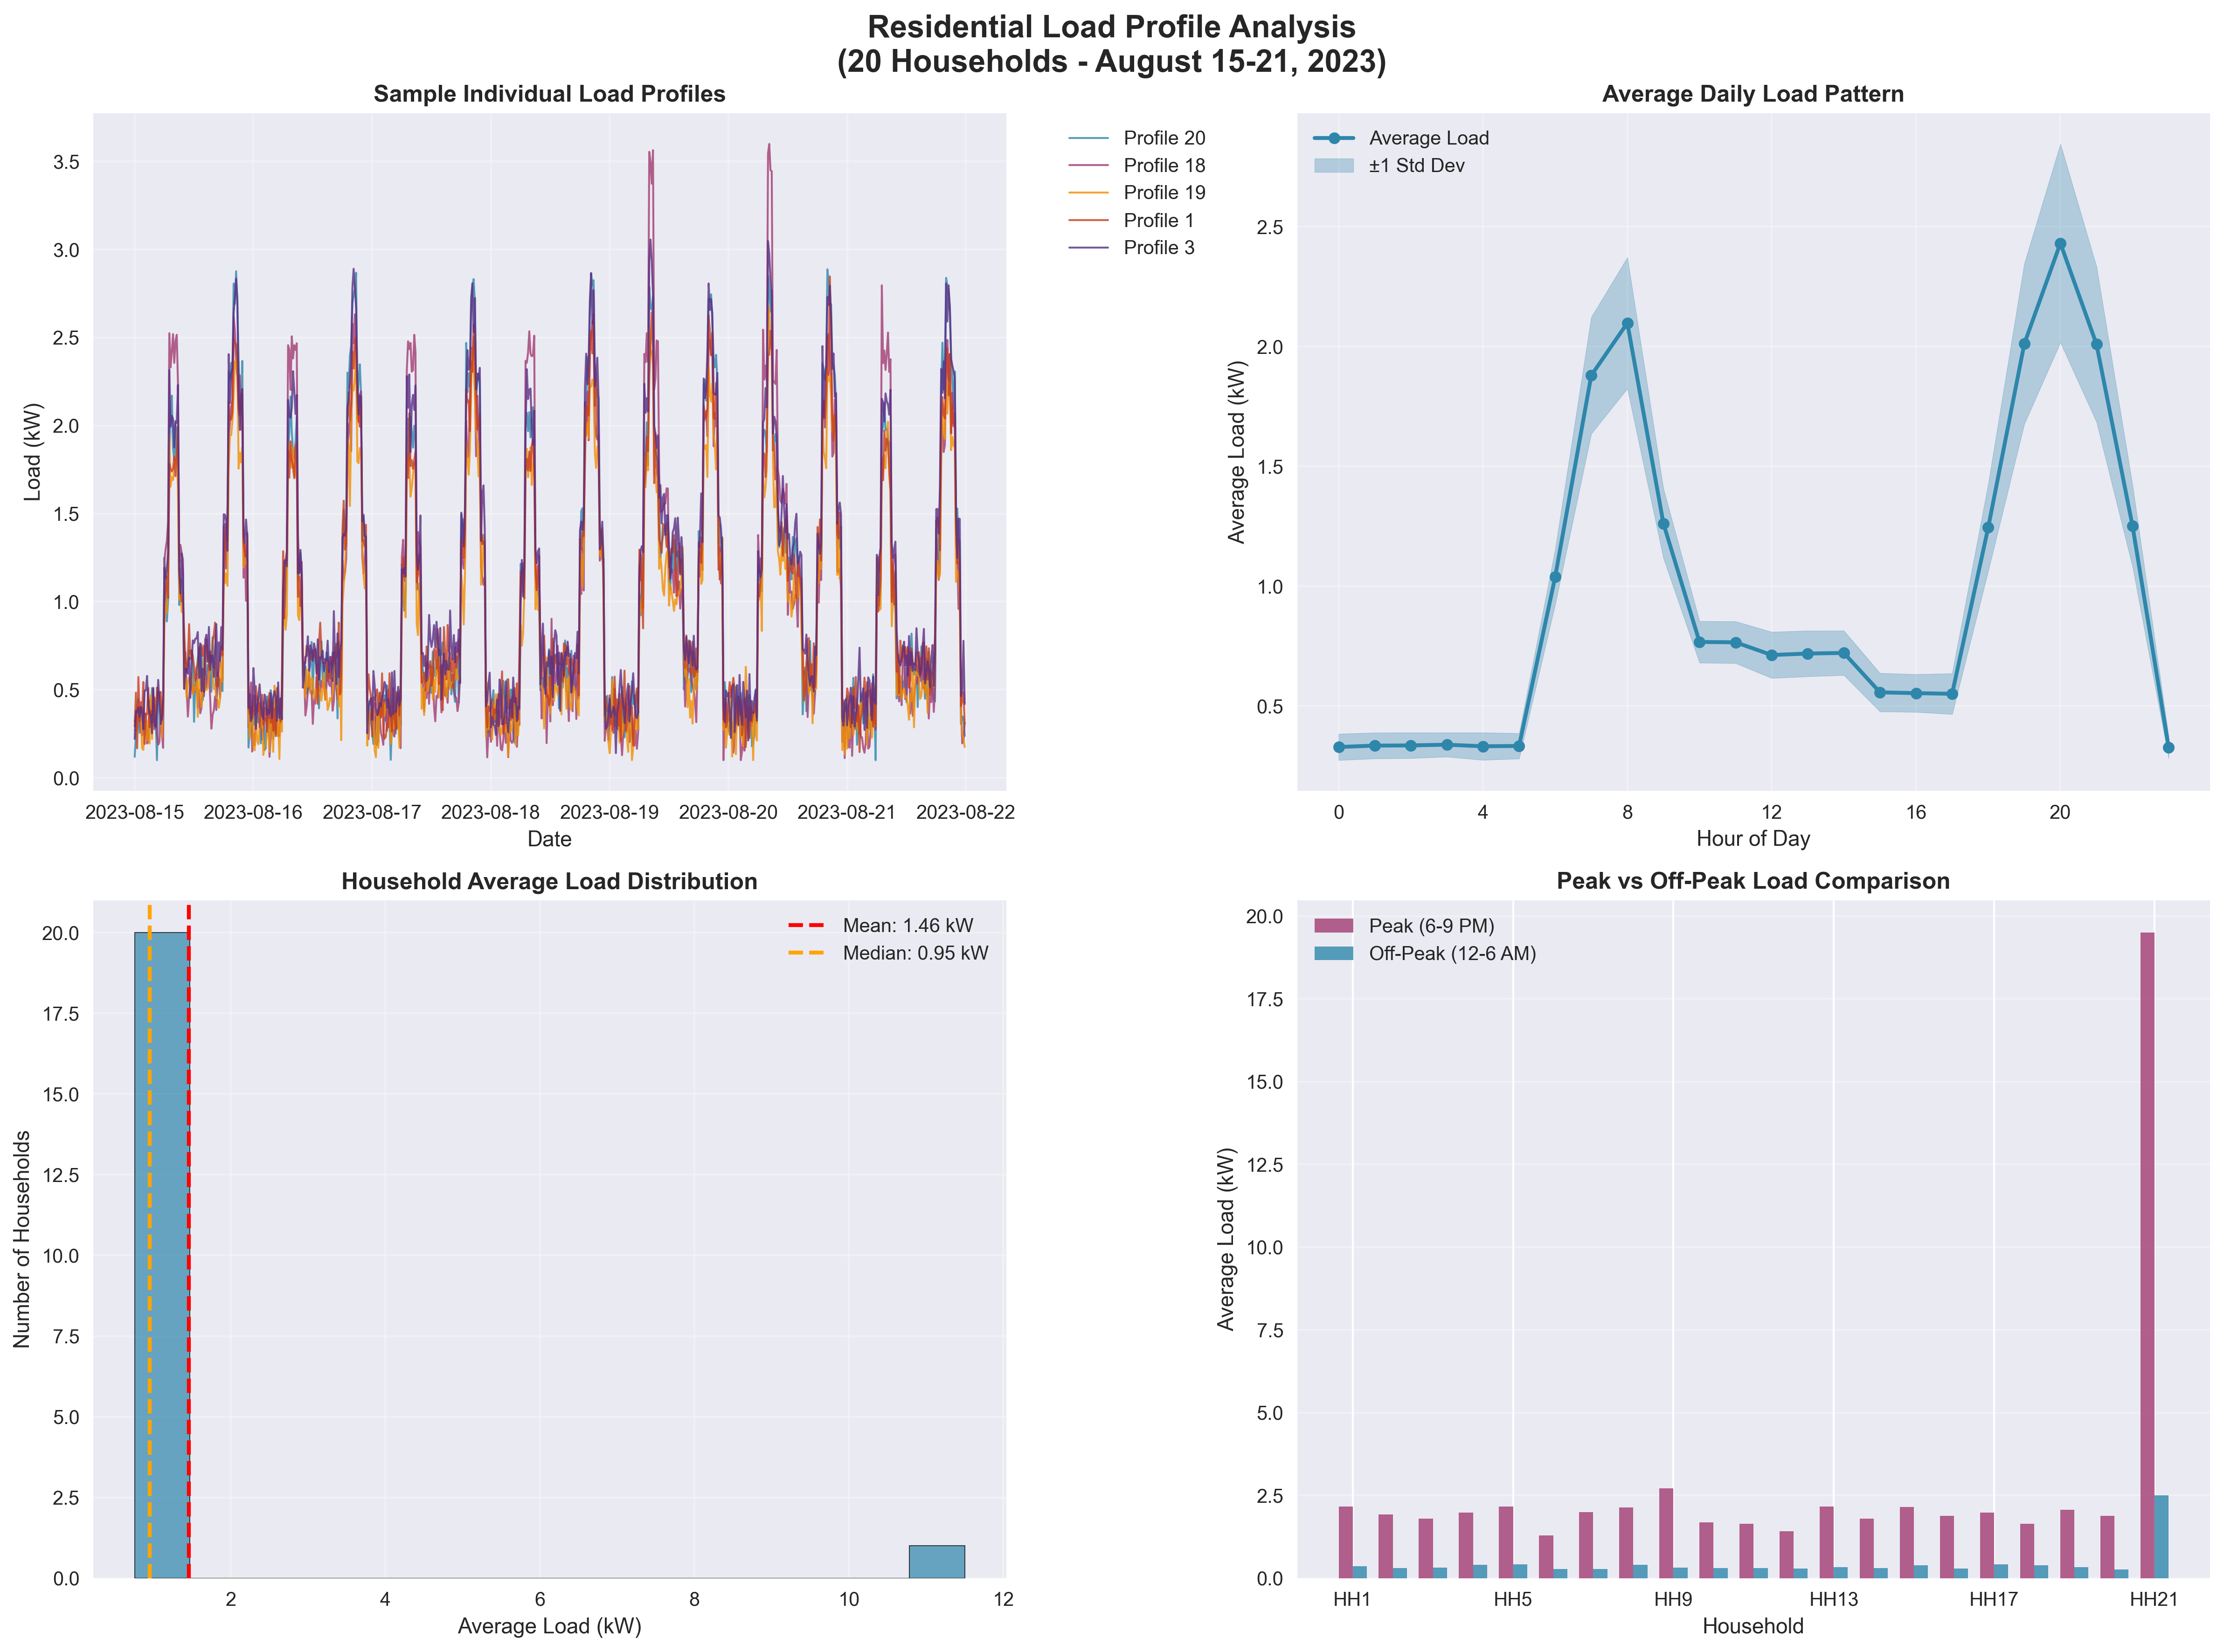 Residential Load Profile Analysis
(20 Households - August 15-21, 2023)
Sample Individual Load Profiles
Load (kW)
3.5
3.0
2.5
2.0
1.5
1.0
0.5
0.0
2023-08-15 2023-08-16 2023-08-17 2023-08-18 2023-08-19 2023-08-20 2023-08-21 2023-08-22
Date
Profile 20
Profile 18
Profile 19
Profile 1
Profile 3
Average Daily Load Pattern
Average Load
±1 Std Dev
Average Load (kW)
2.5
2.0
1.5
1.0
0.5
0 4 8 12 16 20
Hour of Day
Household Average Load Distribution
Mean: 1.46 kW
Median: 0.95 kW
Number of Households
20.0
17.5
15.0
12.5
10.0
7.5
5.0
2.5
0.0
2 4 6 8 10 12
Average Load (kW)
Peak vs Off-Peak Load Comparison
Peak (6-9 PM)
Off-Peak (12-6 AM)
Average Load (kW)
20.0
17.5
15.0
12.5
10.0
7.5
5.0
2.5
0.0
HH1 HH5 HH9 HH13 HH17 HH21
Household